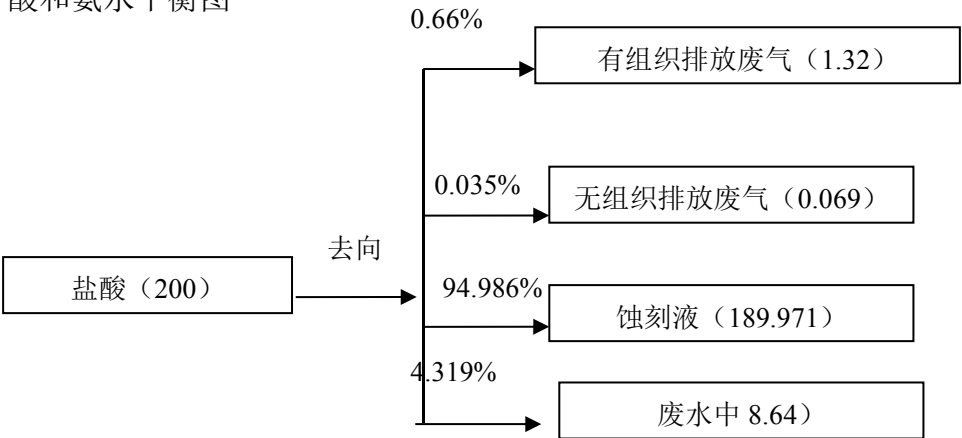 酸和氨水平衡图
0.66%
有组织排放废气（1.32）
0.035%
无组织排放废气（0.069）
去向
盐酸（200）
94.986%
蚀刻液（189.971）
4.319%
废水中 8.64）